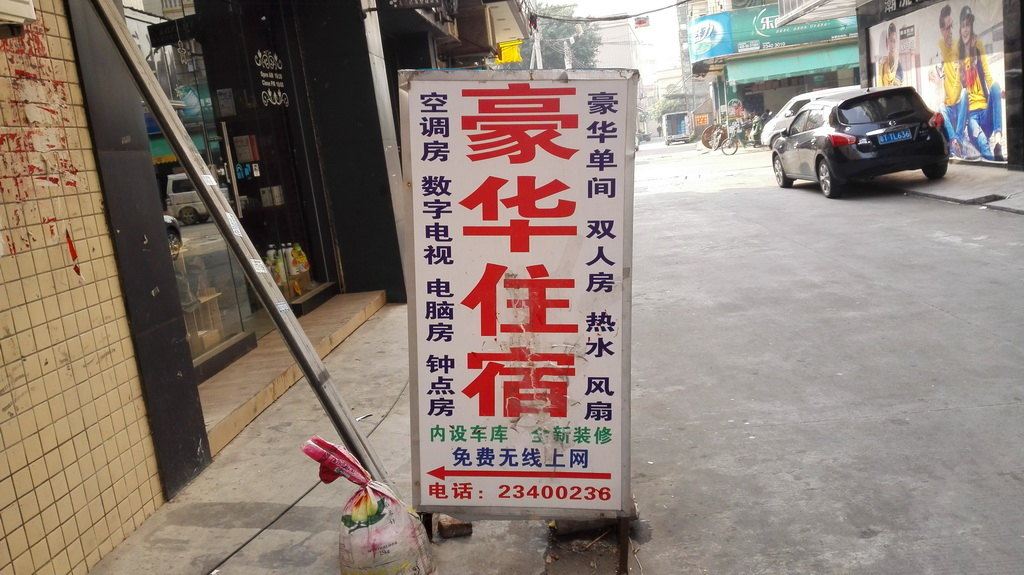 豪华住宿
空调房 数字电视 电脑房 钟点房
豪华单间 双人房 热水 风扇
内设车库 全新装修
免费无线上网
电话：23400236